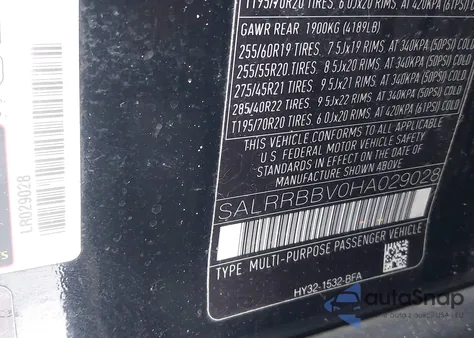 T195/90R20 TIRES 6.0Jx20 RIMS AT 420KPA (61PSI)
GAWR REAR 1900KG (4189LB)
255/60R19 TIRES 7.5Jx19 RIMS AT 340KPA (50PSI) COLD
255/55R20 TIRES 8.5Jx20 RIMS AT 340KPA (50PSI) COLD
275/45R21 TIRES 9.5Jx21 RIMS AT 340KPA (50PSI) COLD
285/40R22 TIRES 9.5Jx22 RIMS AT 340KPA (50PSI) COLD
T195/70R20 TIRES 6.0Jx20 RIMS AT 420KPA (61PSI) COLD
THIS VEHICLE CONFORMS TO ALL APPLICABLE
U.S. FEDERAL MOTOR VEHICLE SAFETY
STANDARDS IN EFFECT ON THE DATE OF
MANUFACTURE SHOWN ABOVE.
SALRRBBV0HA029028
TYPE: MULTI-PURPOSE PASSENGER VEHICLE
HY32-1532-BFA
LR029028
autoSnap